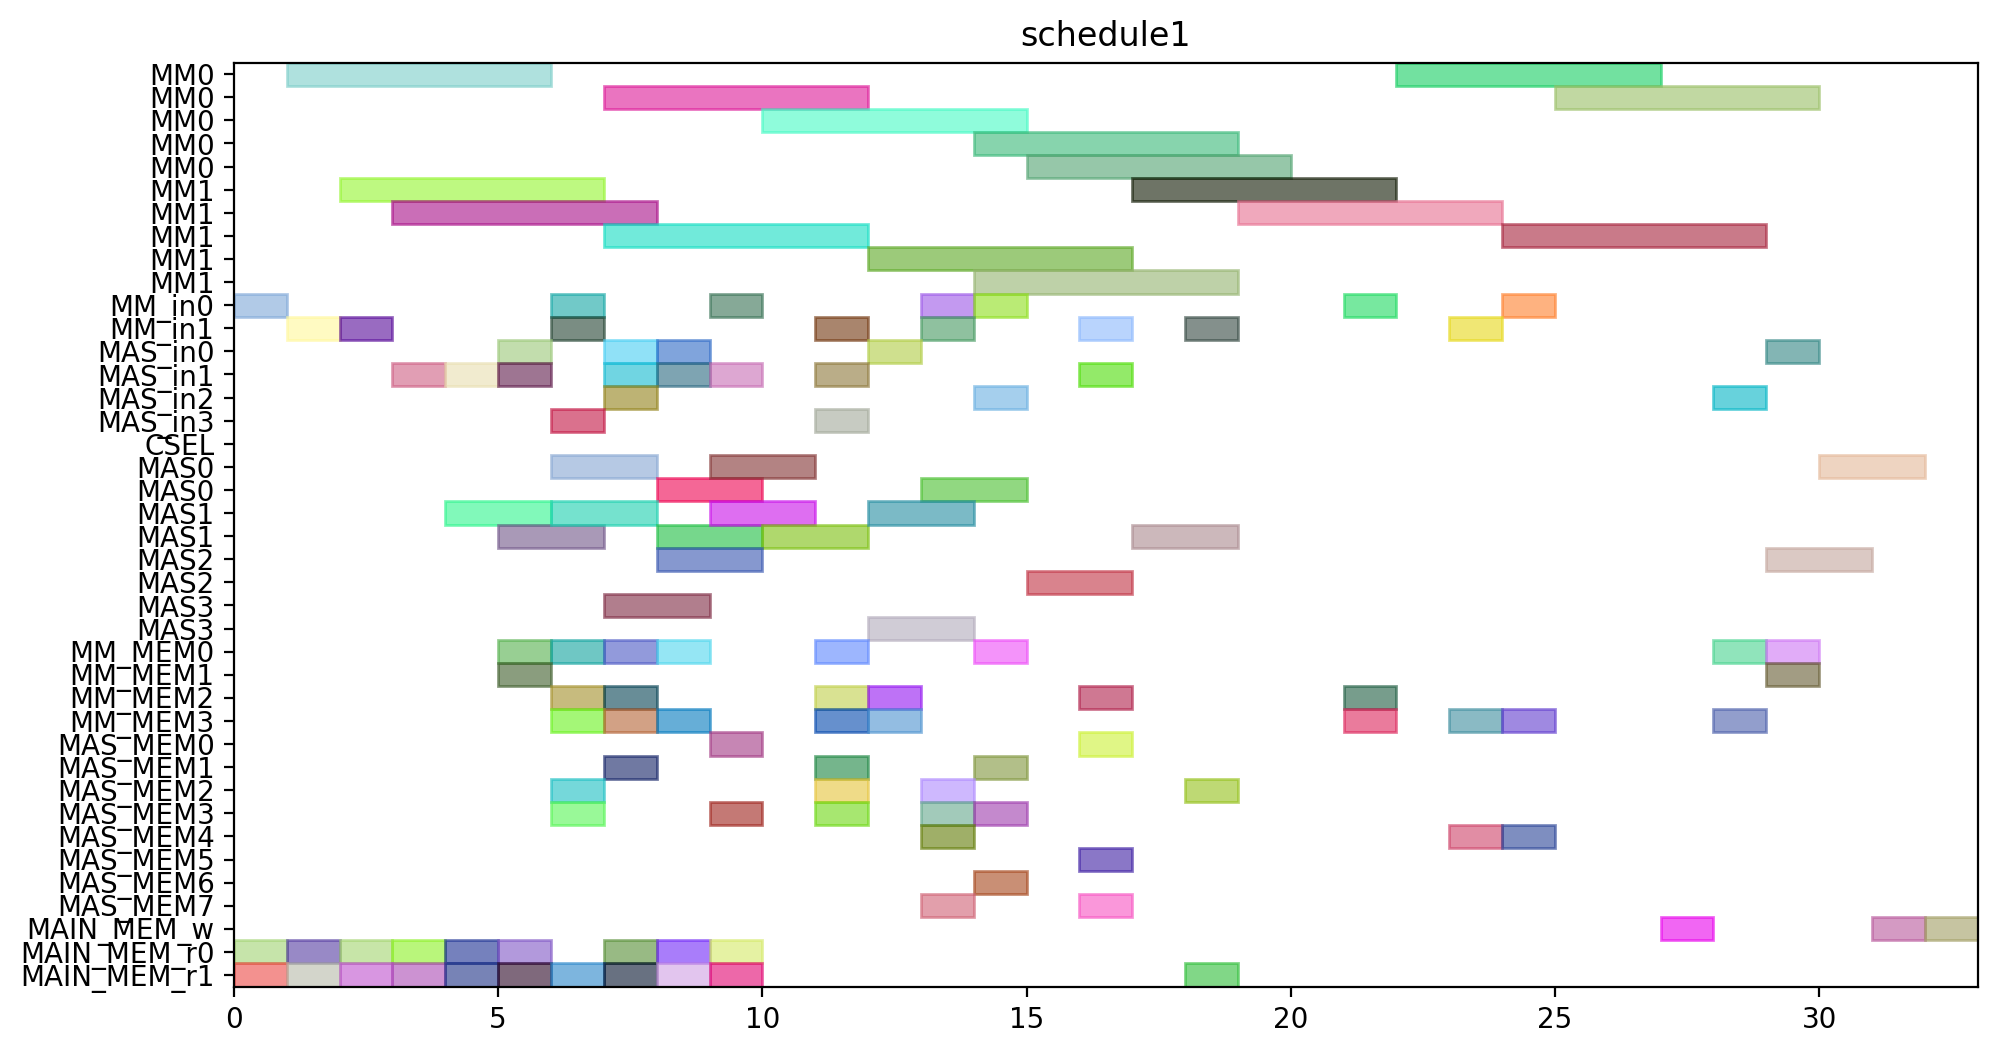 schedule1
MM0
MM0
MM0
MM0
MM0
MM1
MM1
MM1
MM1
MM1
MM_in0
MM_in1
MAS_in0
MAS_in1
MAS_in2
MAS_in3
CSEL
MAS0
MAS0
MAS1
MAS1
MAS2
MAS2
MAS3
MAS3
MM_MEM0
MM_MEM1
MM_MEM2
MM_MEM3
MAS_MEM0
MAS_MEM1
MAS_MEM2
MAS_MEM3
MAS_MEM4
MAS_MEM5
MAS_MEM6
MAS_MEM7
MAIN_MEM_w
MAIN_MEM_r0
MAIN_MEM_r1
0 5 10 15 20 25 30